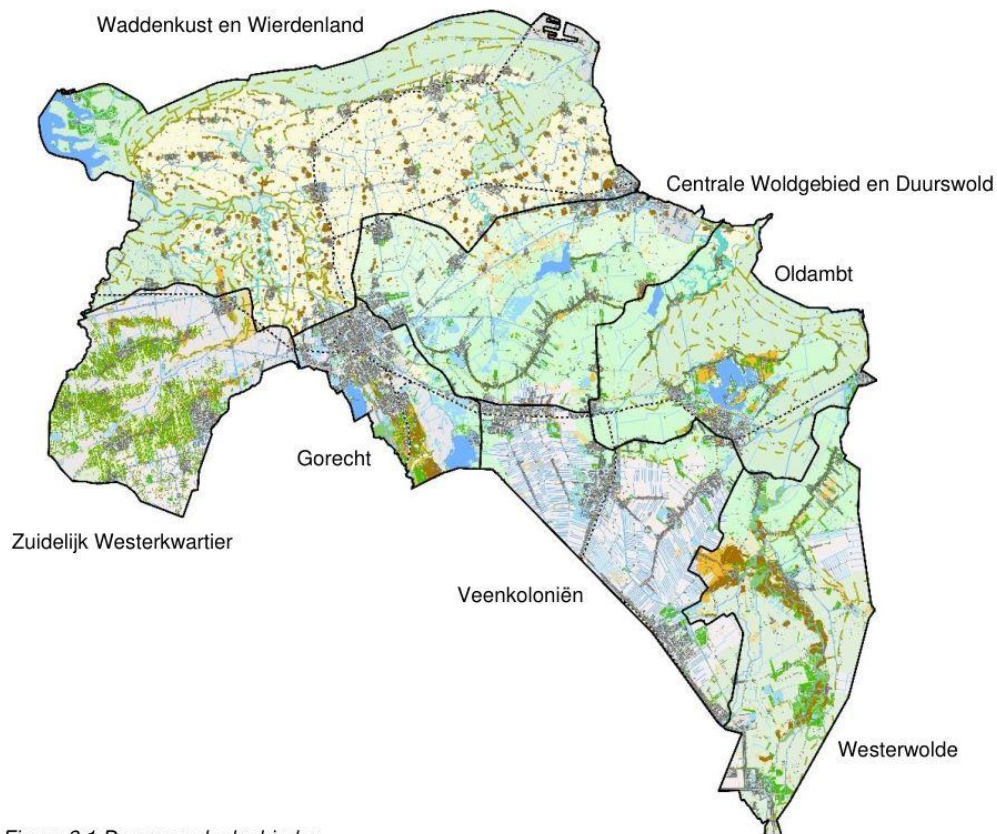 Waddenkust en Wierdenland
Centrale Woldgebied en Duurswold
Oldambt
Gorecht
Zuidelijk Westerkwartier
Veenkoloniën
Westerwolde